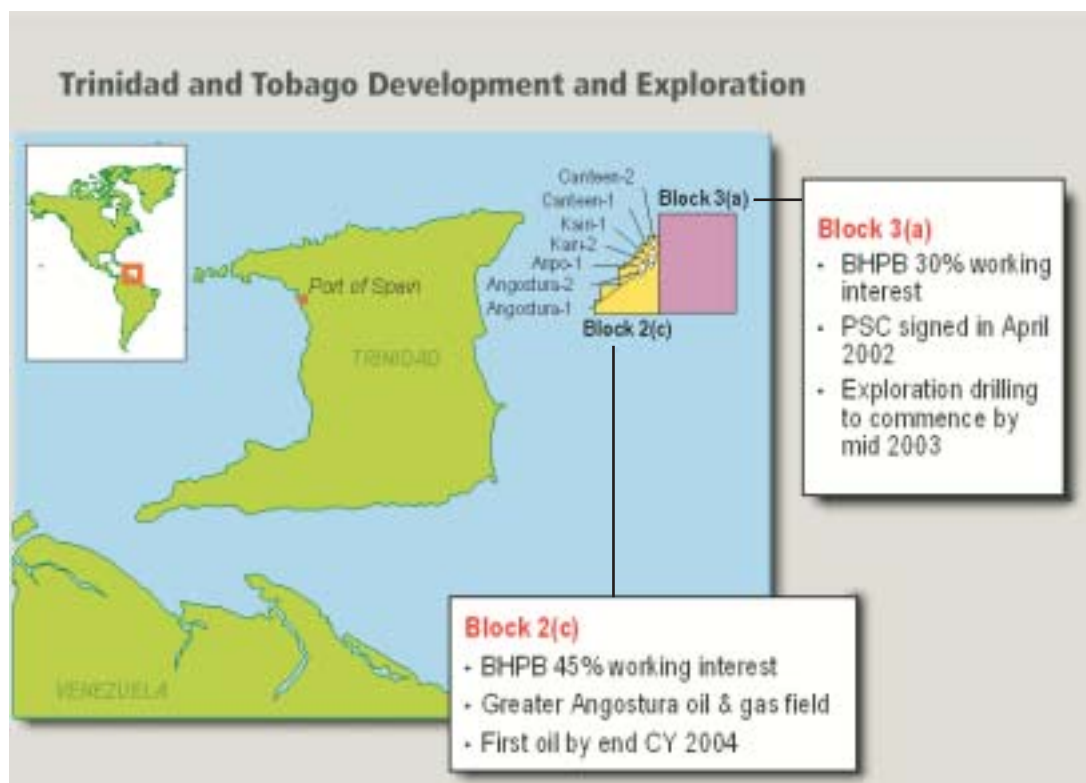 Trinidad and Tobago Development and Exploration
Canteen-2
Canteen-1
Block 3(a)
Kairi-1
Kairi-2
Aripo-1
Angostura-2
Angostura-1
Block 2(c)
Port of Spain
TRINIDAD
VENEZUELA
Block 3(a)
• BHPB 30% working
interest
• PSC signed in April
2002
• Exploration drilling
to commence by
mid 2003
Block 2(c)
• BHPB 45% working interest
• Greater Angostura oil & gas field
• First oil by end CY 2004